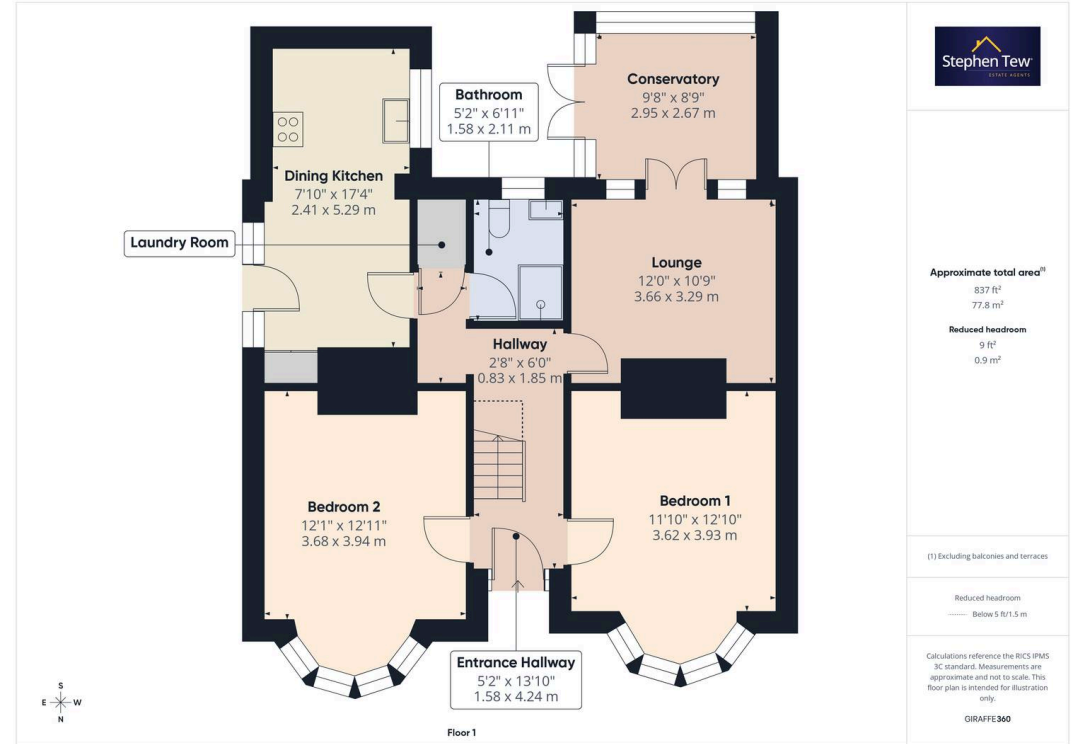 Bathroom
5'2" x 6'11"
1.58 x 2.11 m
Conservatory
9'8" x 8'9"
2.95 x 2.67 m
Dining Kitchen
7'10" x 17'4"
2.41 x 5.29 m
Laundry Room
Lounge
12'0" x 10'9"
3.66 x 3.29 m
Hallway
2'8" x 6'0"
0.83 x 1.85 m
Bedroom 2
12'1" x 12'11"
3.68 x 3.94 m
Bedroom 1
11'10" x 12'10"
3.62 x 3.93 m
Entrance Hallway
5'2" x 13'10"
1.58 x 4.24 m
S
E W
N
Floor 1
Stephen Tew
ESTATE AGENTS
Approximate total area(1)
837 ft²
77.8 m²
Reduced headroom
9 ft²
0.9 m²
(1) Excluding balconies and terraces
Reduced headroom
Below 5 ft/1.5 m
Calculations reference the RICS IPMS
3C standard. Measurements are
approximate and not to scale. This
floor plan is intended for illustration
only.
GIRAFFE360